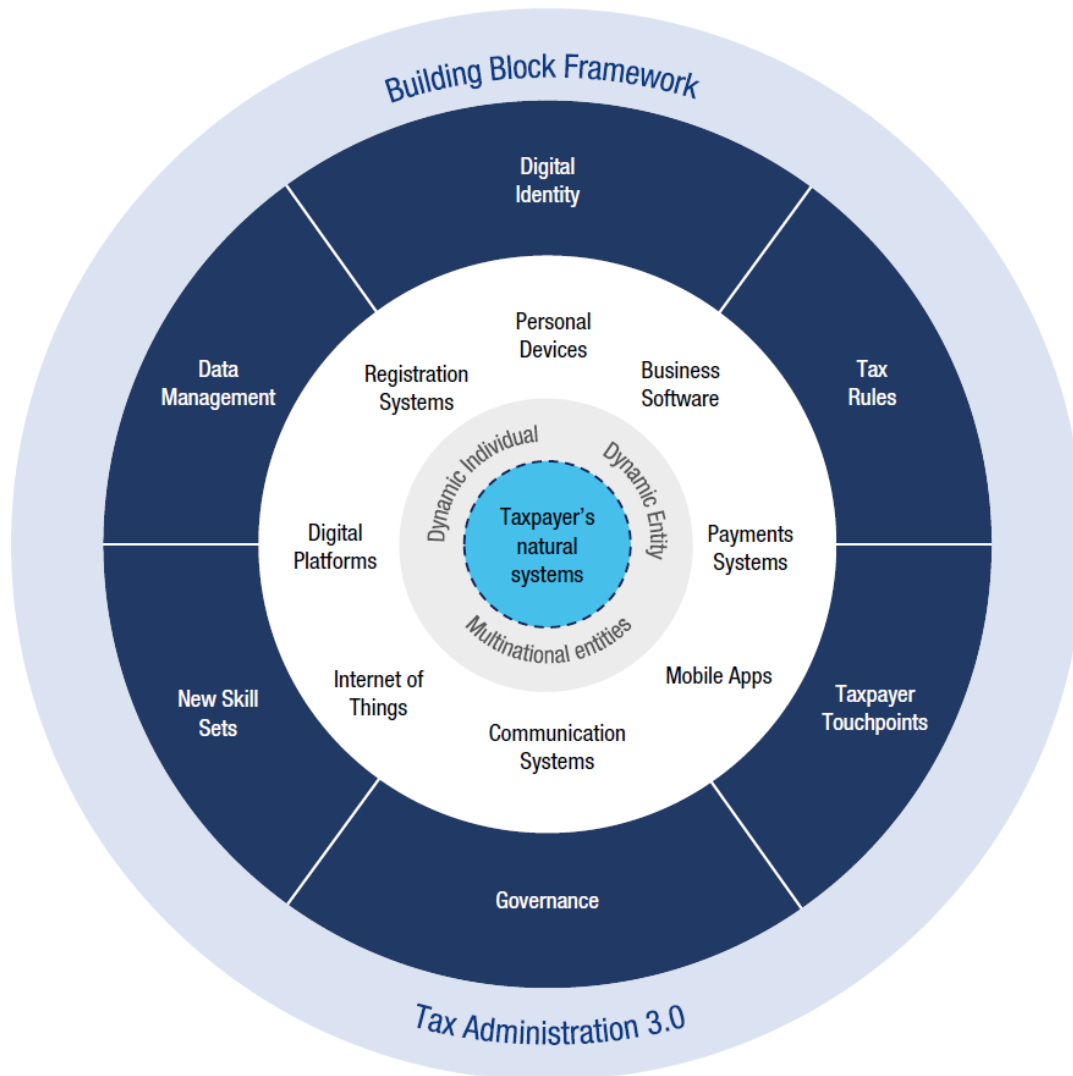 Building Block Framework
Digital
Identity
Tax
Rules
Taxpayer
Touchpoints
Governance
New Skill
Sets
Data
Management
Personal
Devices
Business
Software
Payments
Systems
Mobile Apps
Communication
Systems
Internet of
Things
Digital
Platforms
Registration
Systems
Dynamic Individual
Dynamic Entity
Multinational entities
Taxpayer’s
natural
systems
Tax Administration 3.0